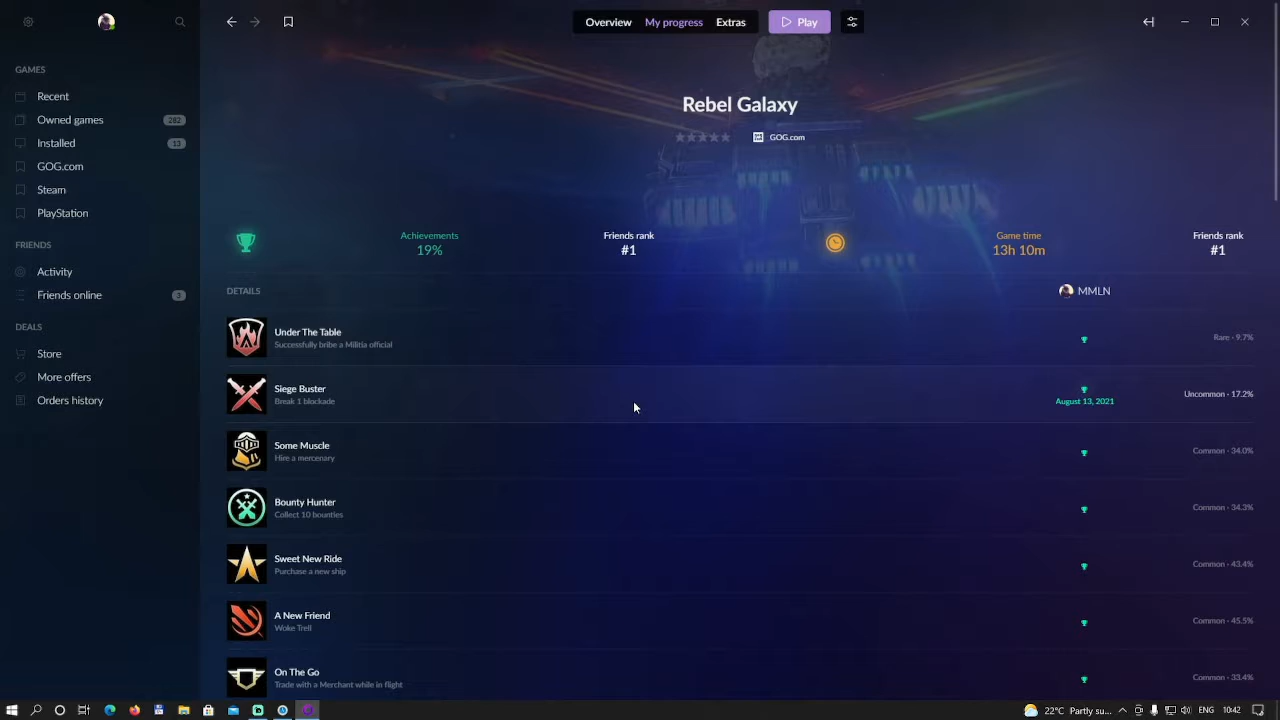 Overview My progress Extras Play
GAMES
Recent
Owned games 282
Installed 13
GOG.com
Steam
PlayStation
FRIENDS
Activity
Friends online 3
DEALS
Store
More offers
Orders history
Rebel Galaxy
GOG.com
Achievements
19%
Friends rank
#1
Game time
13h 10m
Friends rank
#1
DETAILS
MMLN
Under The Table
Successfully bribe a Militia official
Rare · 9.7%
Siege Buster
Break 1 blockade
August 13, 2021
Uncommon · 17.2%
Some Muscle
Hire a mercenary
Common · 34.0%
Bounty Hunter
Collect 10 bounties
Common · 34.3%
Sweet New Ride
Purchase a new ship
Common · 43.4%
A New Friend
Woke Trell
Common · 45.5%
On The Go
Trade with a Merchant while in flight
Common · 33.4%
22°C Partly su... ENG 10:42